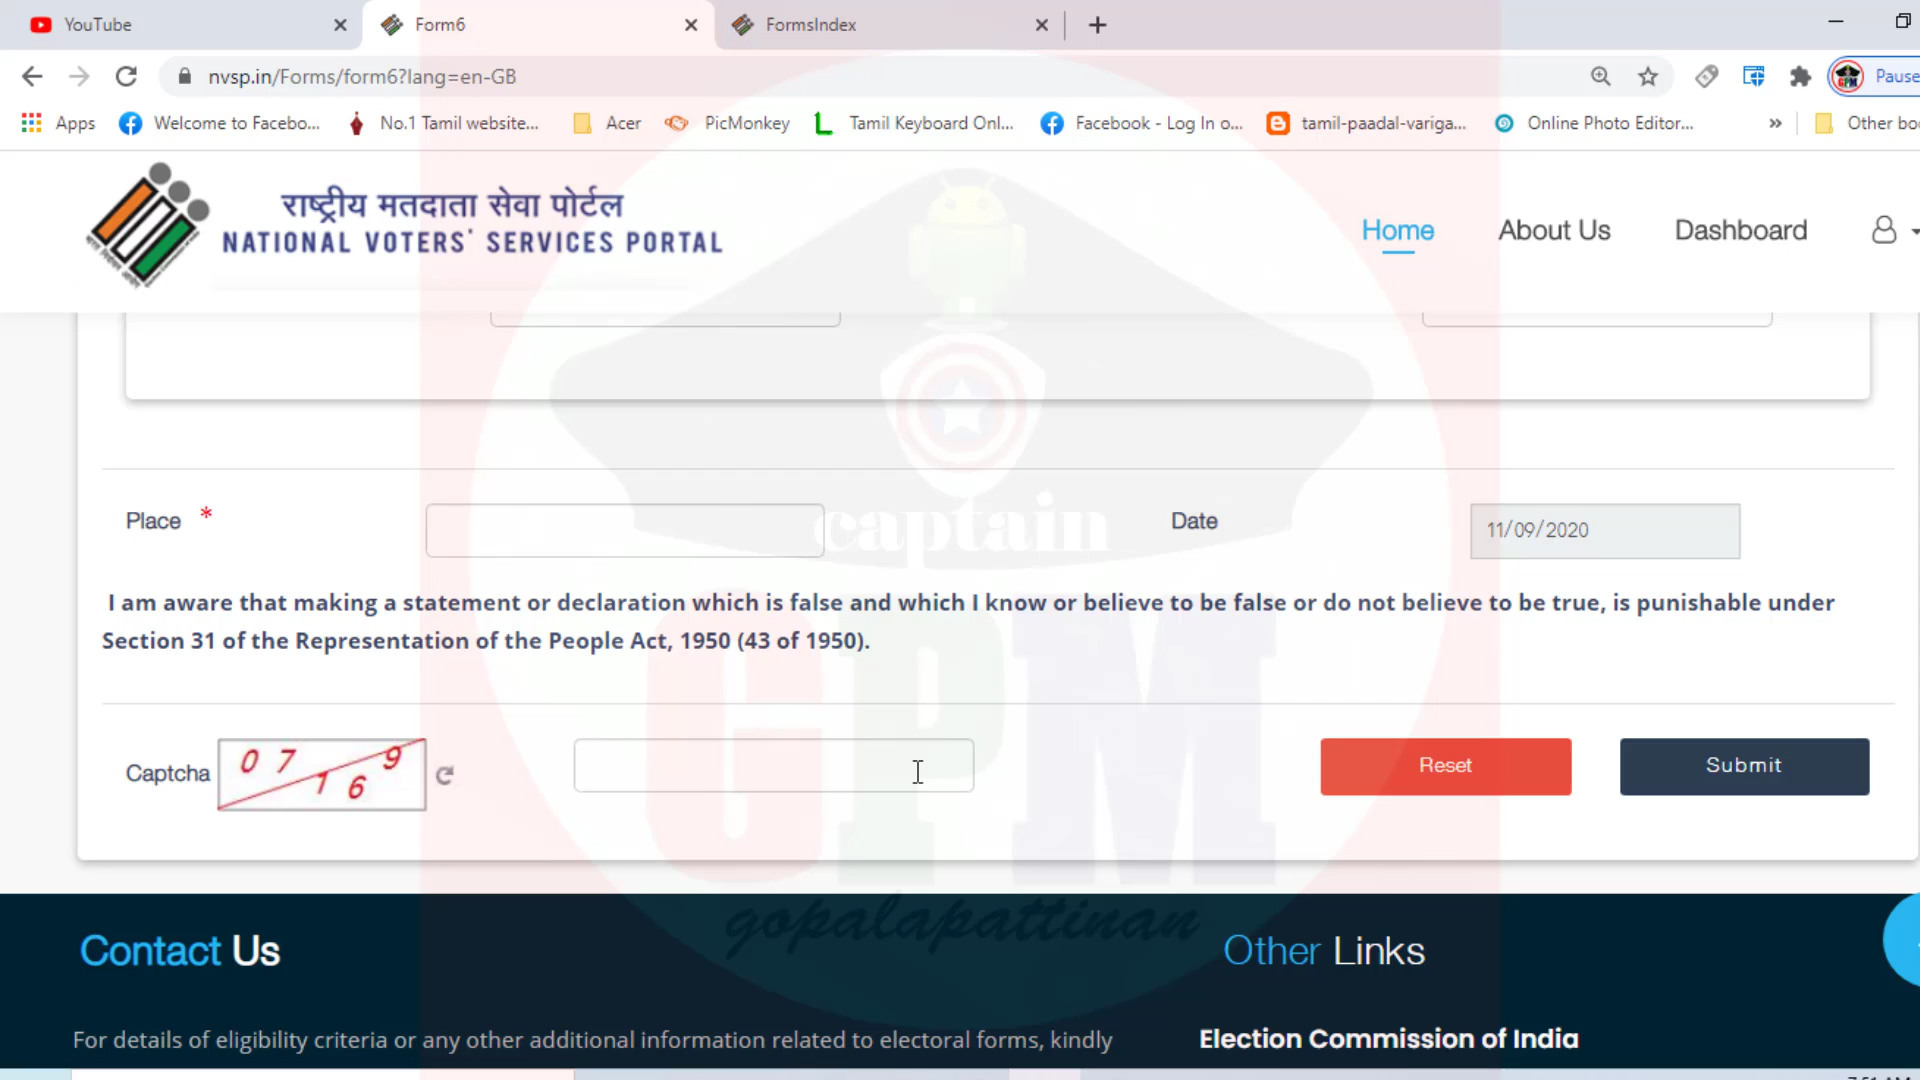 YouTube
Form6
FormsIndex
nvsp.in/Forms/form6?lang=en-GB
Pause
Apps
Welcome to Facebo...
No.1 Tamil website...
Acer
PicMonkey
Tamil Keyboard Onl...
Facebook - Log In o...
tamil-paadal-variga...
Online Photo Editor...
»
Other bo
राष्ट्रीय मतदाता सेवा पोर्टल
NATIONAL VOTERS' SERVICES PORTAL
Home
About Us
Dashboard
Place *
Date
11/09/2020
captain
I am aware that making a statement or declaration which is false and which I know or believe to be false or do not believe to be true, is punishable under
Section 31 of the Representation of the People Act, 1950 (43 of 1950).
CPM
Captcha
07169
Reset
Submit
gopalapattinan
Contact Us
Other Links
For details of eligibility criteria or any other additional information related to electoral forms, kindly
Election Commission of India